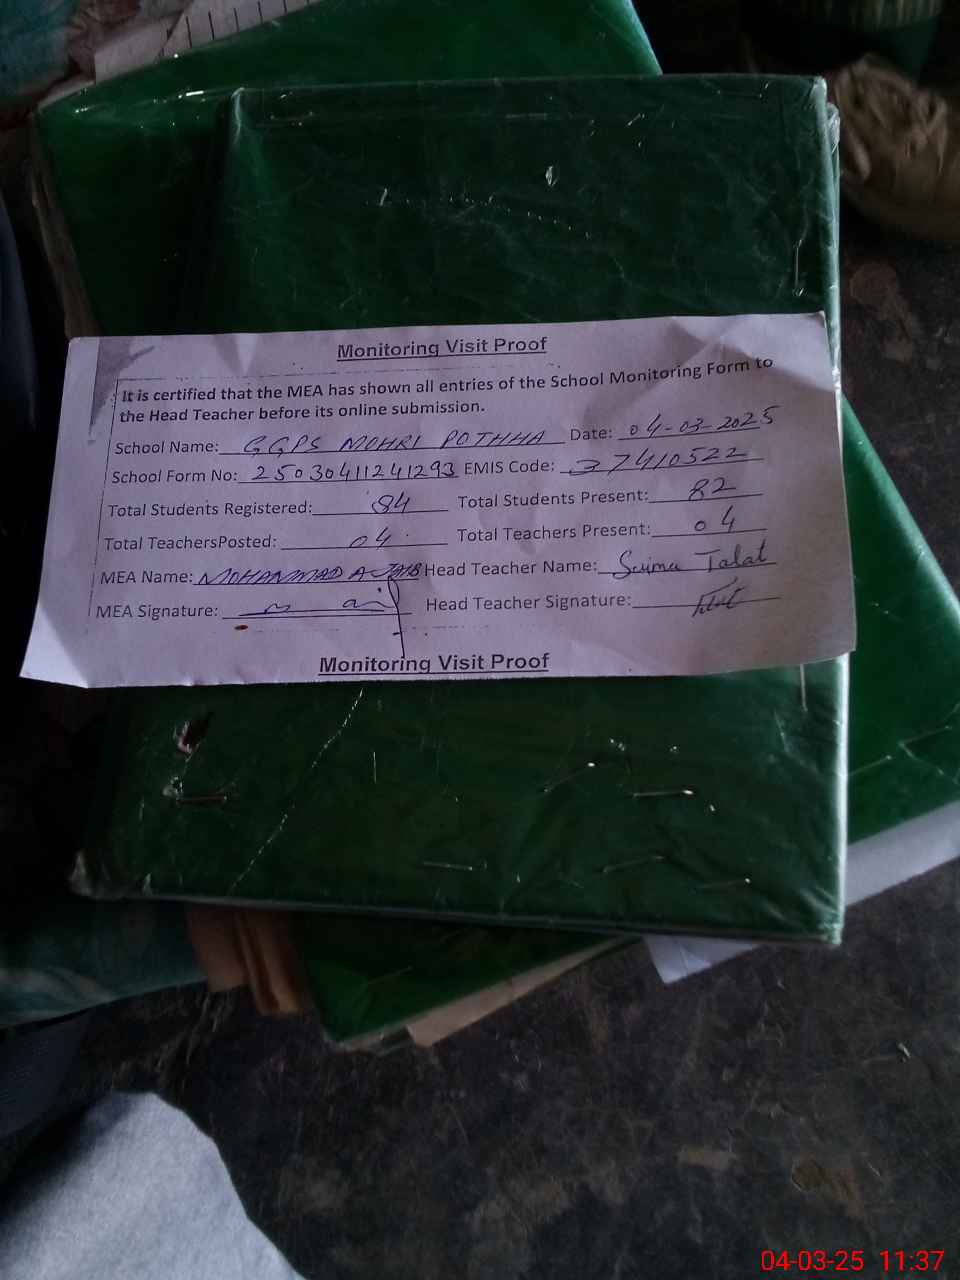 Monitoring Visit Proof
It is certified that the MEA has shown all entries of the School Monitoring Form to
the Head Teacher before its online submission.
School Name: GGPS MOHRI POTHHA Date: 04-03-2025
School Form No: 25030411241293 EMIS Code: 37410522
Total Students Registered: 84 Total Students Present: 82
Total TeachersPosted: 04 Total Teachers Present: 04
MEA Name: MOHAMMAD Head Teacher Name: Saima Talat
MEA Signature: Head Teacher Signature:
Monitoring Visit Proof
04-03-25 11:37